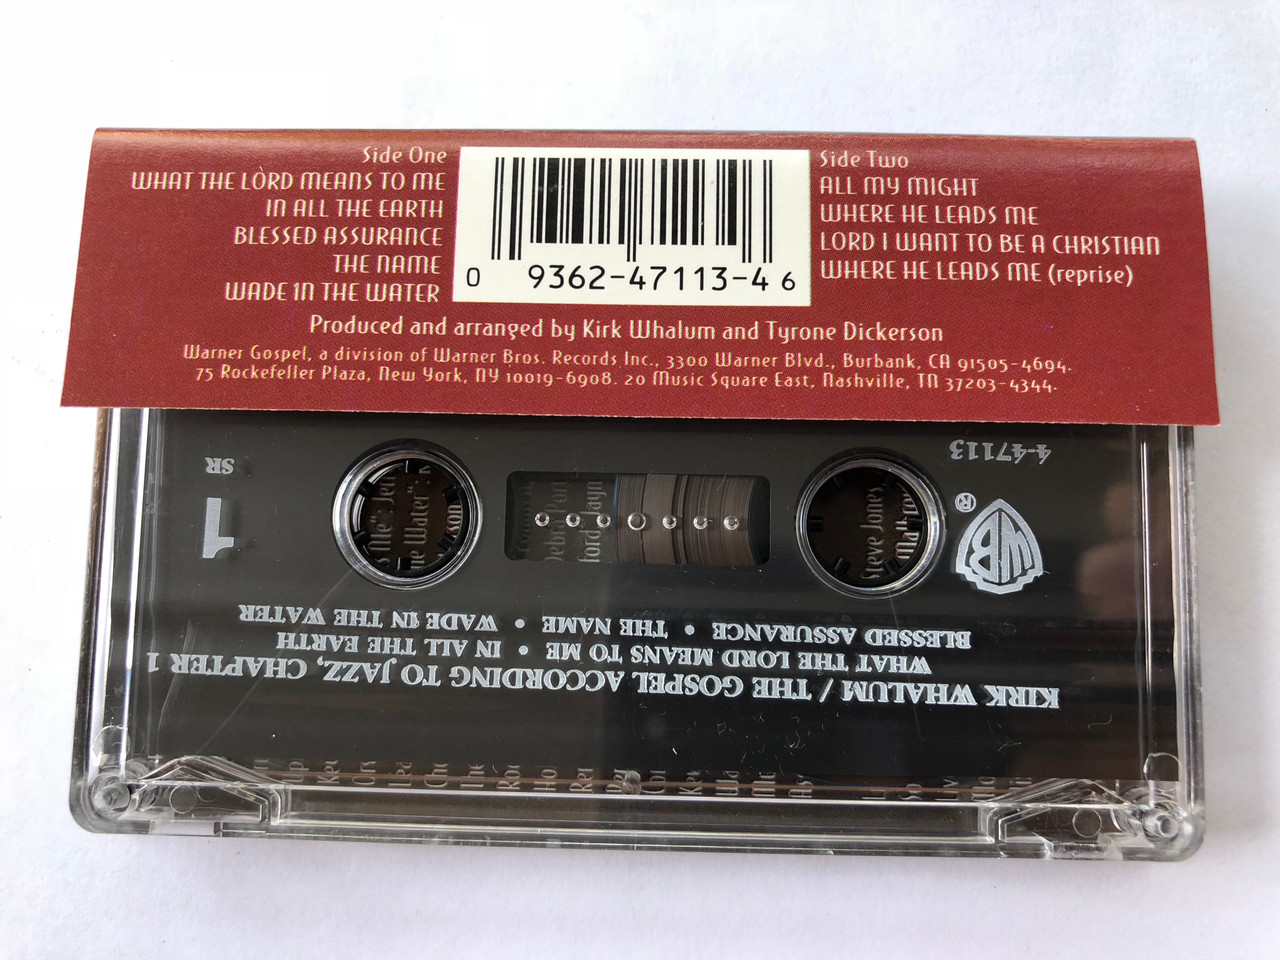 Side One
WHAT THE LORD MEANS TO ME
IN ALL THE EARTH
BLESSED ASSURANCE
THE NAME
WADE IN THE WATER
0 9362-47113-4 6
Side Two
ALL MY MIGHT
WHERE HE LEADS ME
LORD I WANT TO BE A CHRISTIAN
WHERE HE LEADS ME (reprise)
Produced and arranged by Kirk Whalum and Tyrone Dickerson
Warner Gospel, a division of Warner Bros. Records Inc., 3300 Warner Blvd., Burbank, CA 91505-4694.
75 Rockefeller Plaza, New York, NY 10019-6908. 20 Music Square East, Nashville, TN 37203-4344.
KIRK WHALUM / THE GOSPEL ACCORDING TO JAZZ, CHAPTER 1
WHAT THE LORD MEANS TO ME • IN ALL THE EARTH
BLESSED ASSURANCE • THE NAME • WADE IN THE WATER
WB ®
1
SR
4-47113
Me": Jen
he Water":
Steve Jones